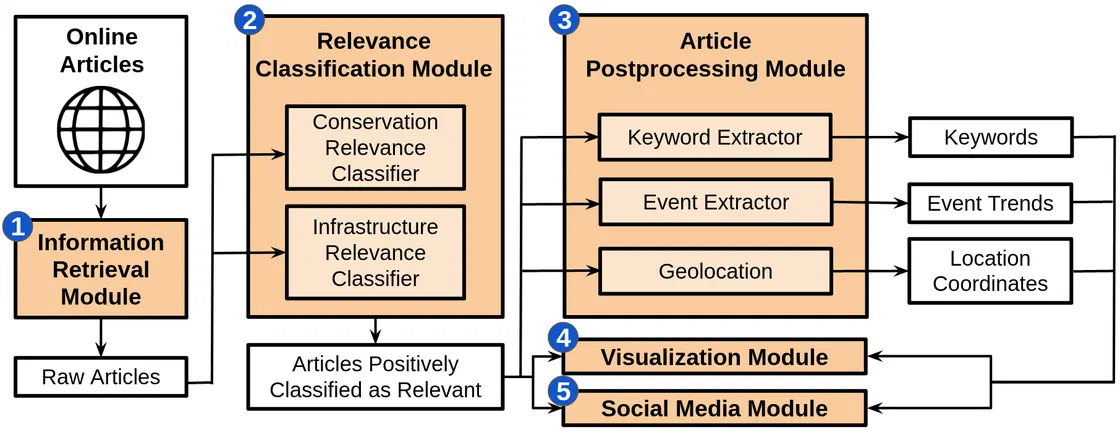 Online
Articles
1
Information
Retrieval
Module
Raw Articles
2
Relevance
Classification Module
Conservation
Relevance
Classifier
Infrastructure
Relevance
Classifier
Articles Positively
Classified as Relevant
3
Article
Postprocessing Module
Keyword Extractor
Event Extractor
Geolocation
Keywords
Event Trends
Location
Coordinates
4
Visualization Module
5
Social Media Module